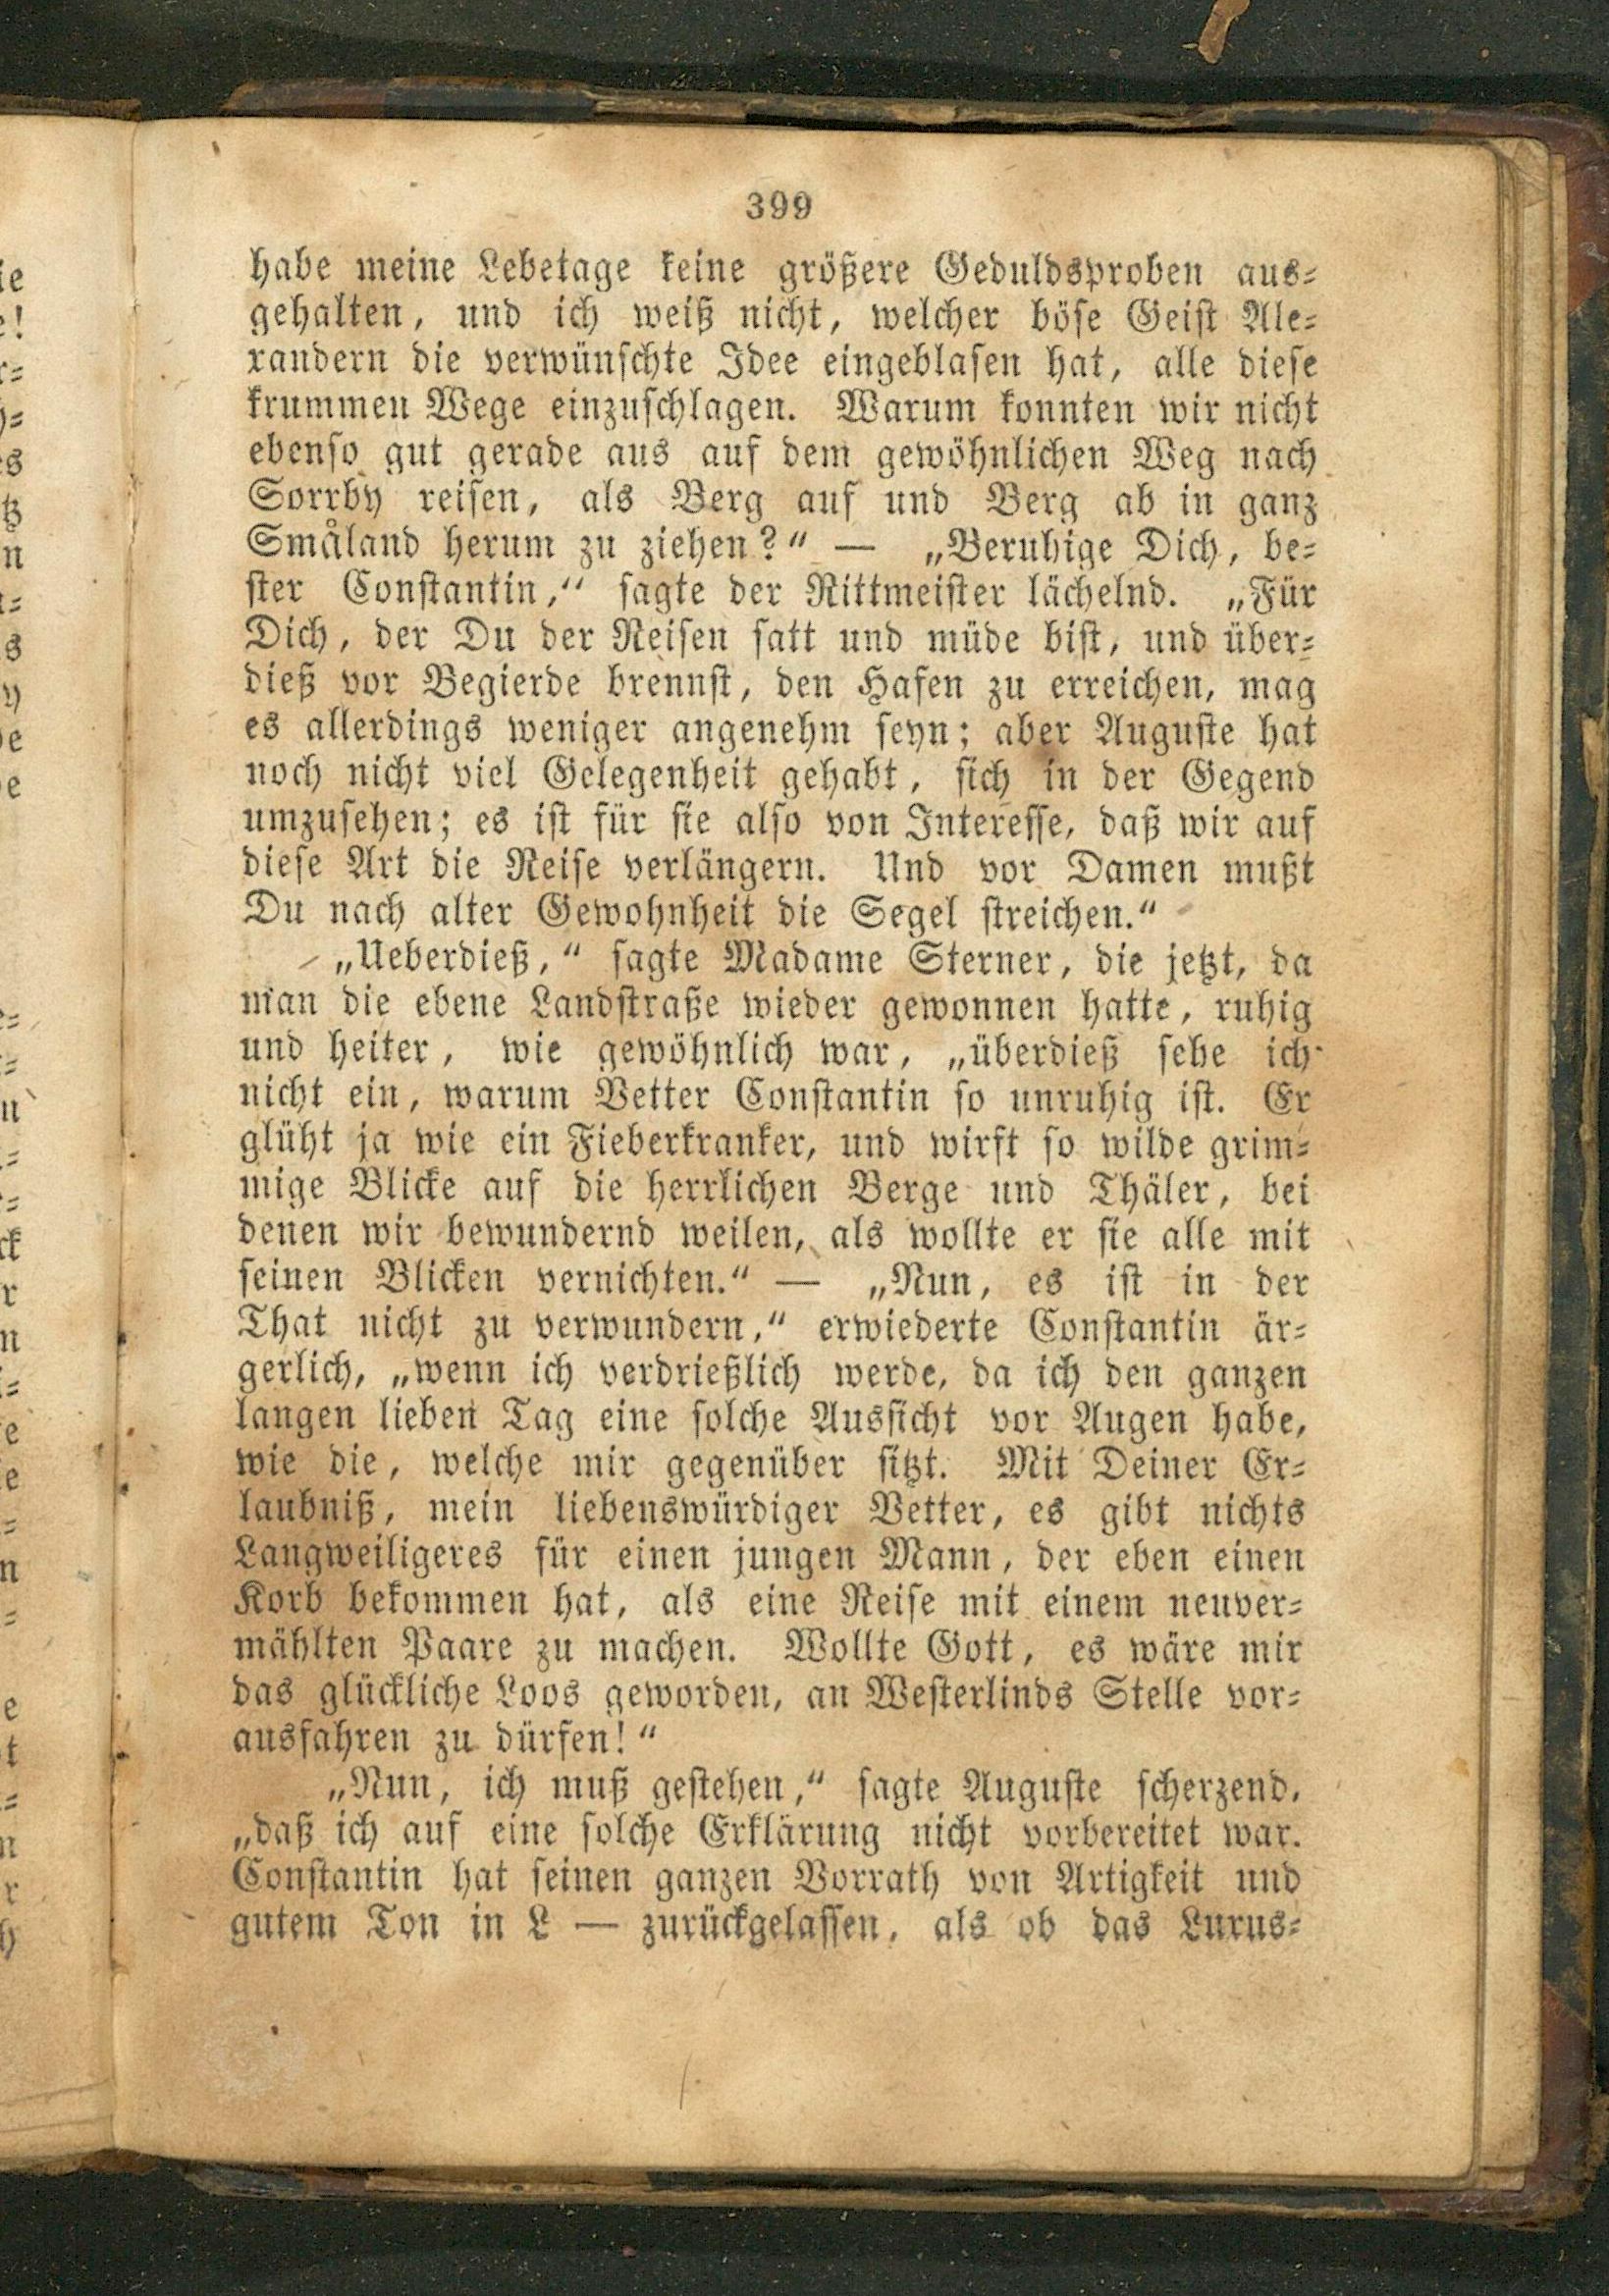 399
habe meine Lebetage keine größere Geduldsproben aus-
gehalten, und ich weiß nicht, welcher böse Geist Ale-
xandern die verwünschte Idee eingeblasen hat, alle diese
krummen Wege einzuschlagen. Warum konnten wir nicht
ebenso gut gerade aus auf dem gewöhnlichen Weg nach
Sorrby reisen, als Berg auf und Berg ab in ganz
Småland herum zu ziehen?“ — „Beruhige Dich, be-
ster Constantin,“ sagte der Rittmeister lächelnd. „Für
Dich, der Du der Reisen satt und müde bist, und über-
dieß vor Begierde brennst, den Hafen zu erreichen, mag
es allerdings weniger angenehm seyn; aber Auguste hat
noch nicht viel Gelegenheit gehabt, sich in der Gegend
umzusehen; es ist für sie also von Interesse, daß wir auf
diese Art die Reise verlängern. Und vor Damen mußt
Du nach alter Gewohnheit die Segel streichen.“
„Ueberdieß,“ sagte Madame Sterner, die jetzt, da
man die ebene Landstraße wieder gewonnen hatte, ruhig
und heiter, wie gewöhnlich war, „überdieß sehe ich
nicht ein, warum Vetter Constantin so unruhig ist. Er
glüht ja wie ein Fieberkranker, und wirft so wilde grim-
mige Blicke auf die herrlichen Berge und Thäler, bei
denen wir bewundernd weilen, als wollte er sie alle mit
seinen Blicken vernichten.“ — „Nun, es ist in der
That nicht zu verwundern,“ erwiederte Constantin är-
gerlich, „wenn ich verdrießlich werde, da ich den ganzen
langen lieben Tag eine solche Aussicht vor Augen habe,
wie die, welche mir gegenüber sitzt. Mit Deiner Er-
laubniß, mein liebenswürdiger Vetter, es gibt nichts
Langweiligeres für einen jungen Mann, der eben einen
Korb bekommen hat, als eine Reise mit einem neuver-
mählten Paare zu machen. Wollte Gott, es wäre mir
das glückliche Loos geworden, an Westerlinds Stelle vor-
ausfahren zu dürfen!“
„Nun, ich muß gestehen,“ sagte Auguste scherzend,
„daß ich auf eine solche Erklärung nicht vorbereitet war.
Constantin hat seinen ganzen Vorrath von Artigkeit und
gutem Ton in L — zurückgelassen, als ob das Luxus-